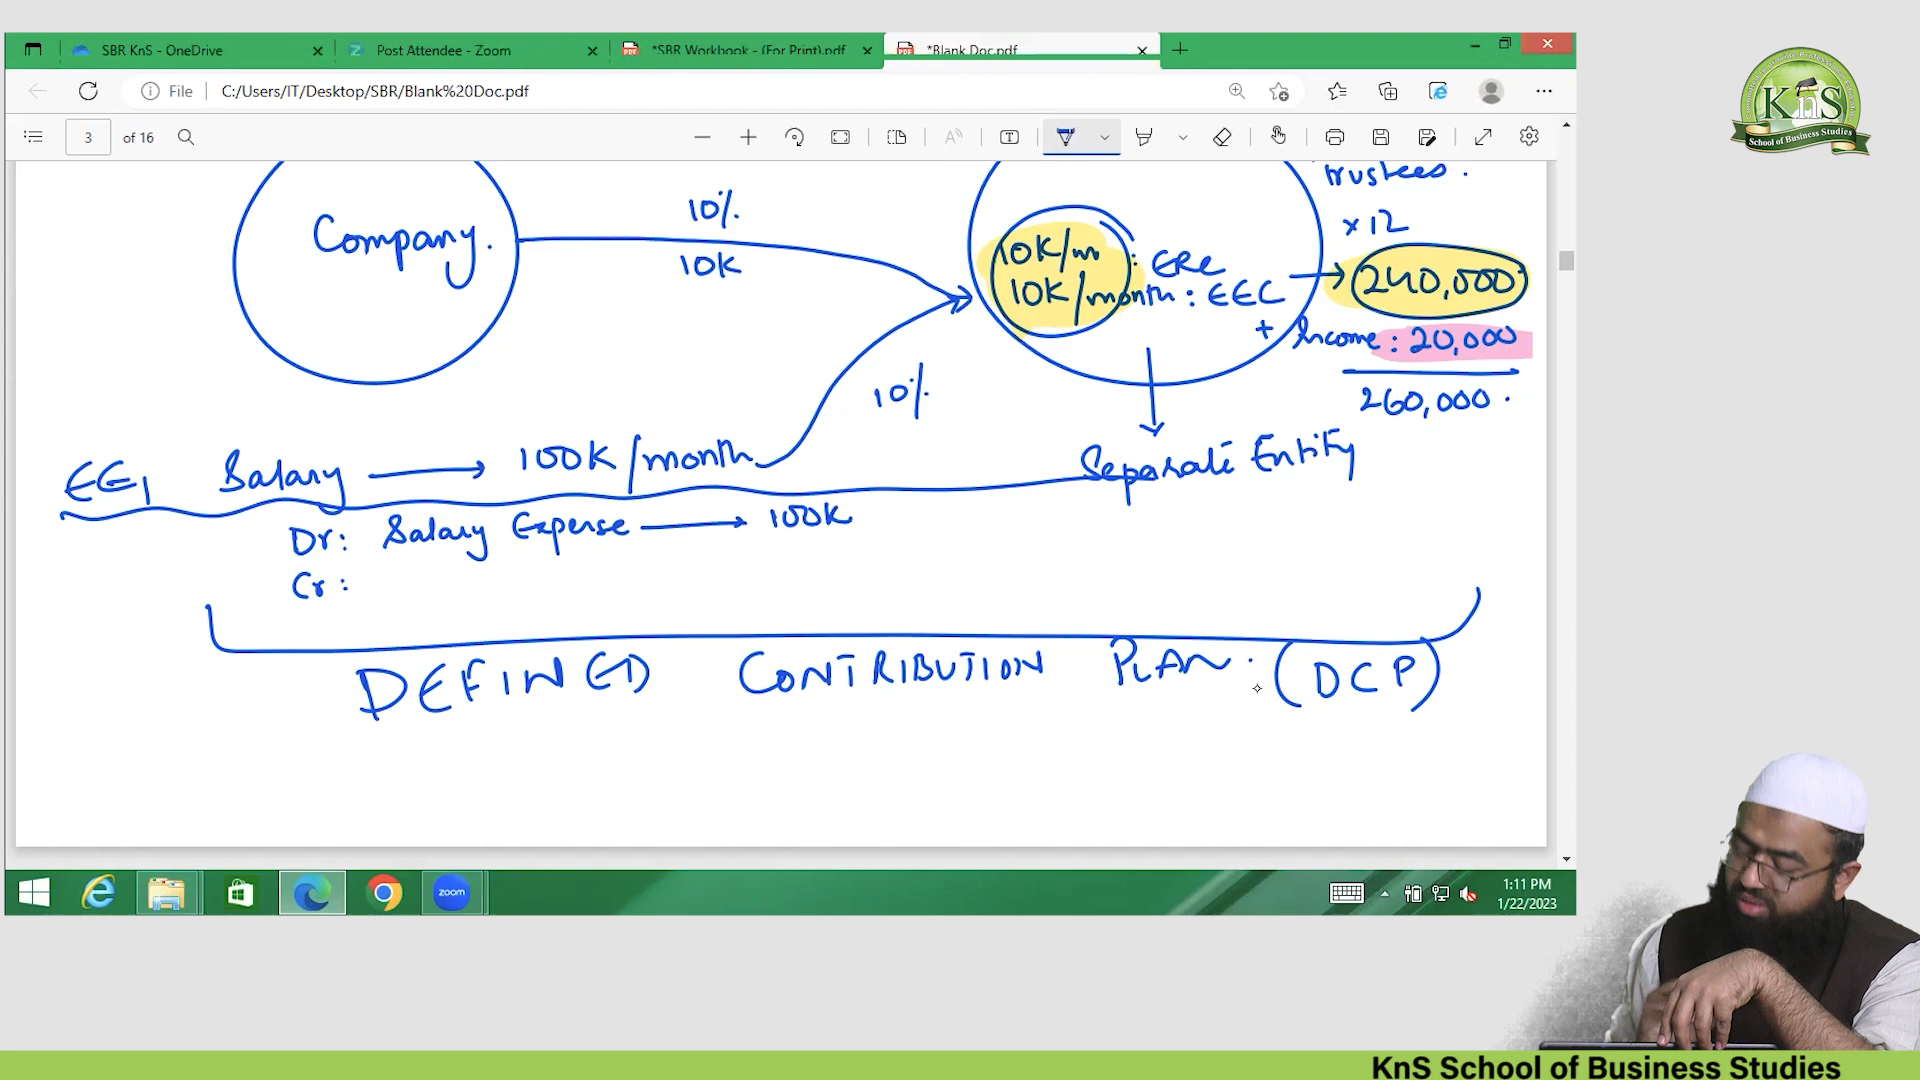 SBR KnS - OneDrive
Post Attendee - Zoom
*SBR Workbook - (For Print).pdf
*Blank Doc.pdf
File
C:/Users/IT/Desktop/SBR/Blank%20Doc.pdf
3
of 16
KnS
School of Business Studies
trustees.
10%
x12
Company.
10K
10K/m : ERC
10K/month : EEC
240,000
+ Income : 20,000
10%
260,000.
EE1 Salary → 100K/month
Separate Entity
Dr: Salary Expense → 100K
Cr:
DEFINED CONTRIBUTION PLAN. (DCP)
zoom
1:11 PM
1/22/2023
KnS School of Business Studies